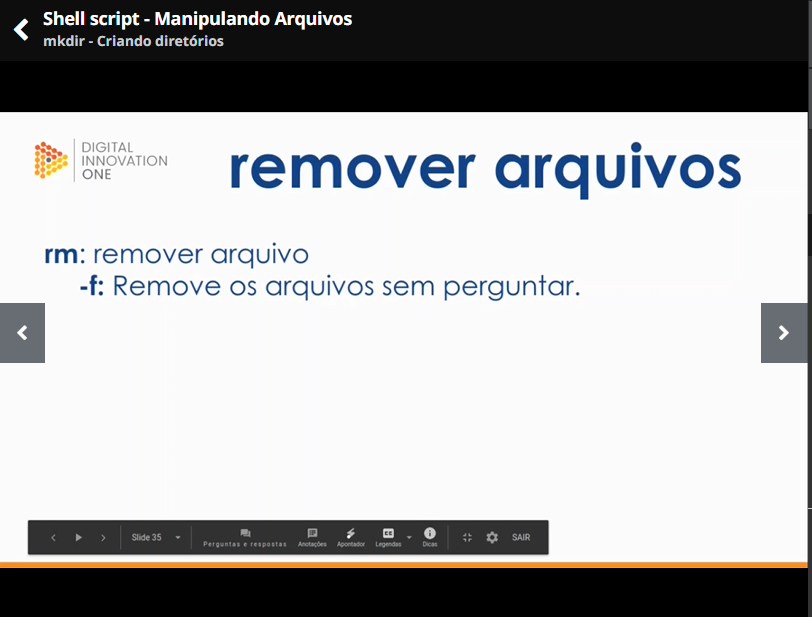 Shell script - Manipulando Arquivos
mkdir - Criando diretórios
DIGITAL
INNOVATION
ONE
remover arquivos
rm: remover arquivo
-f: Remove os arquivos sem perguntar.
Slide 35
Perguntas e respostas
Anotações
Apontador
CC
Legendas
Dicas
SAIR